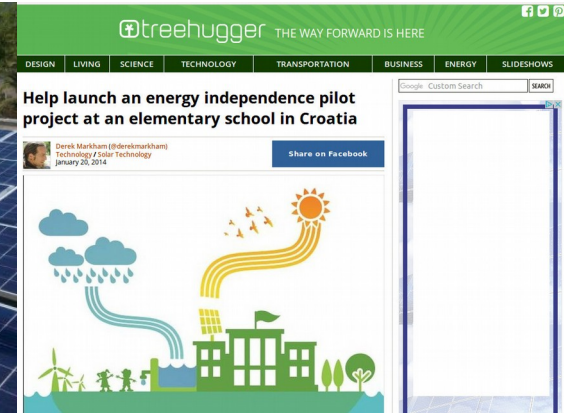 treehugger THE WAY FORWARD IS HERE
DESIGN LIVING SCIENCE TECHNOLOGY TRANSPORTATION BUSINESS ENERGY SLIDESHOWS
Google Custom Search SEARCH
Help launch an energy independence pilot
project at an elementary school in Croatia
Derek Markham (@derekmarkham)
Technology / Solar Technology
January 20, 2014
Share on Facebook